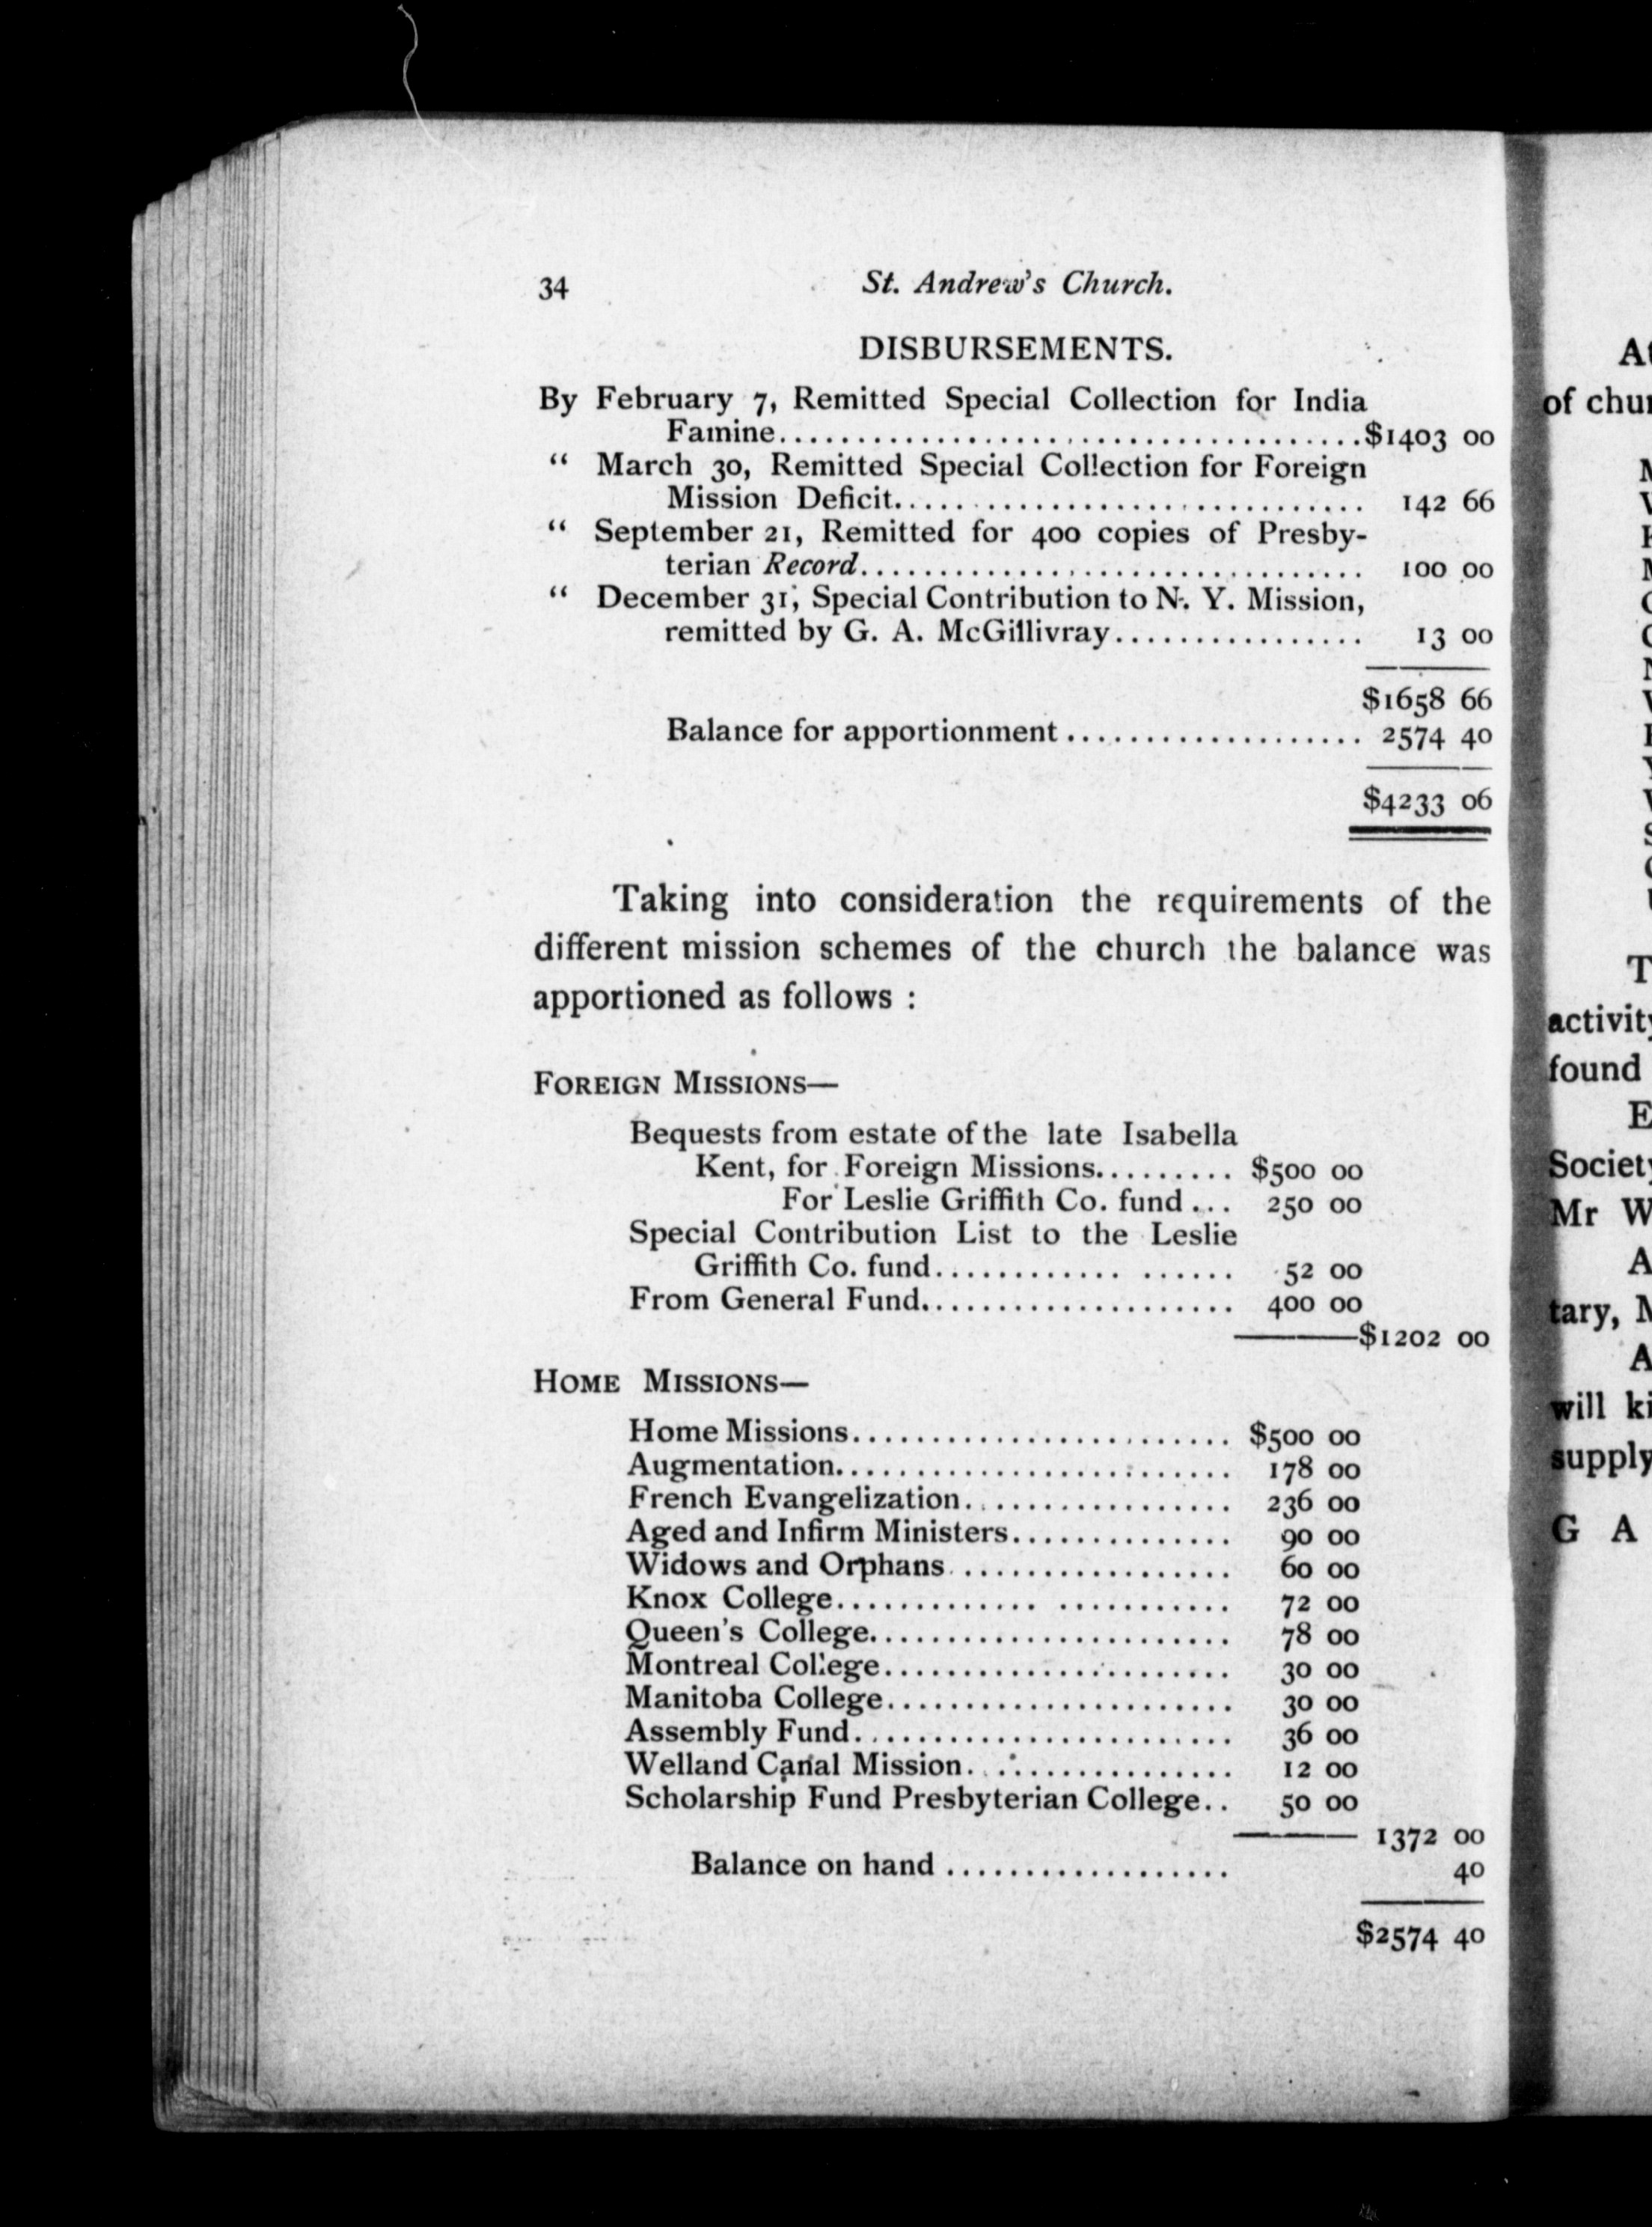 34 St. Andrew's Church.
DISBURSEMENTS.
By February 7, Remitted Special Collection for India
Famine.....................................$1403 00
“ March 30, Remitted Special Collection for Foreign
Mission Deficit.............................. 142 66
“ September 21, Remitted for 400 copies of Presby-
terian Record................................ 100 00
“ December 31, Special Contribution to N. Y. Mission,
remitted by G. A. McGillivray................ 13 00
$1658 66
Balance for apportionment ................... 2574 40
$4233 06
Taking into consideration the requirements of the
different mission schemes of the church the balance was
apportioned as follows :
FOREIGN MISSIONS—
Bequests from estate of the late Isabella
Kent, for Foreign Missions......... $500 00
For Leslie Griffith Co. fund ... 250 00
Special Contribution List to the Leslie
Griffith Co. fund............ ...... 52 00
From General Fund.................... 400 00
———$1202 00
HOME MISSIONS—
Home Missions........................ $500 00
Augmentation......................... 178 00
French Evangelization................. 236 00
Aged and Infirm Ministers.............. 90 00
Widows and Orphans.................. 60 00
Knox College............. ........... 72 00
Queen's College....................... 78 00
Montreal College...................... 30 00
Manitoba College...................... 30 00
Assembly Fund........................ 36 00
Welland Canal Mission................. 12 00
Scholarship Fund Presbyterian College.. 50 00
——— 1372 00
Balance on hand .................. 40
$2574 40
of
activity
found
Society
Mr
tary,
will
supply
G A